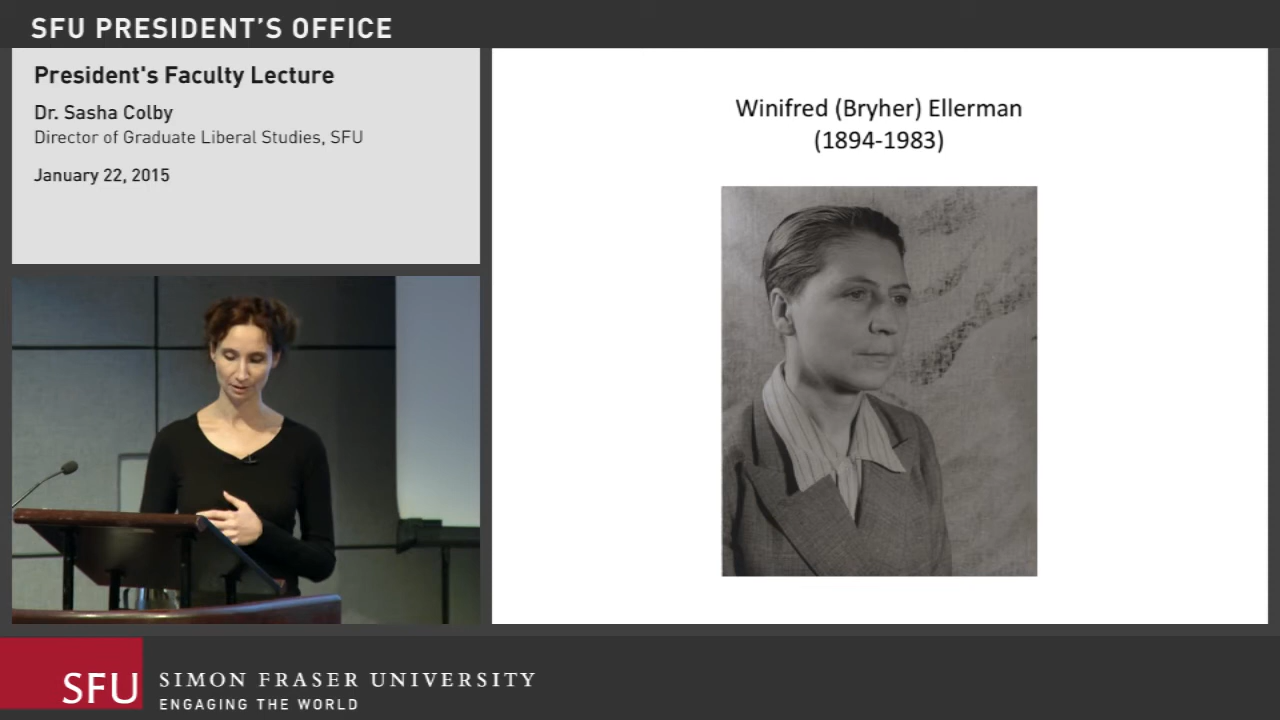 SFU PRESIDENT'S OFFICE
President's Faculty Lecture
Dr. Sasha Colby
Director of Graduate Liberal Studies, SFU
January 22, 2015
Winifred (Bryher) Ellerman
(1894-1983)
SFU
SIMON FRASER UNIVERSITY
ENGAGING THE WORLD